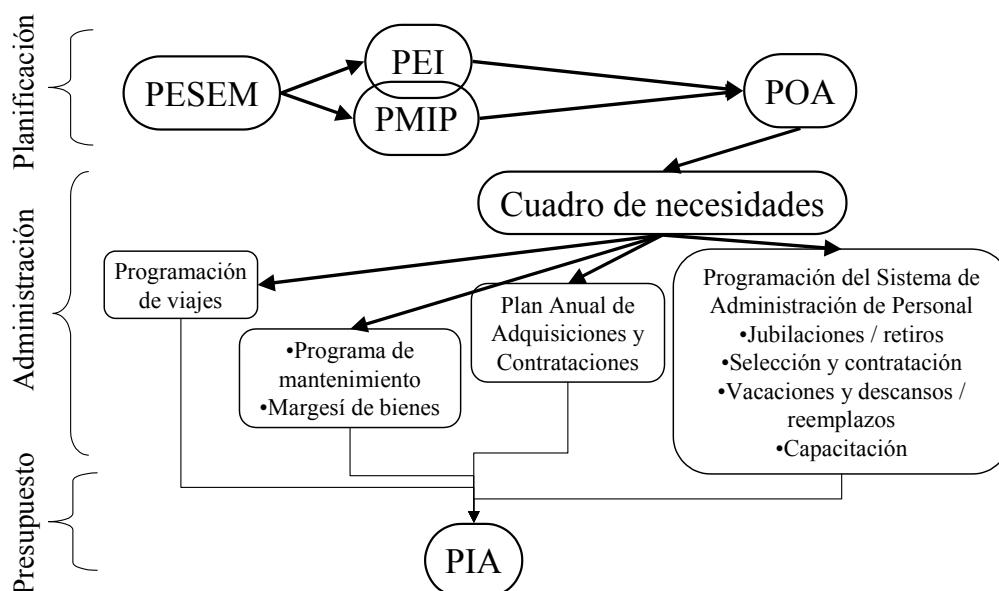 Planificación
PESEM
PEI
PMIP
POA
Administración
Cuadro de necesidades
Programación
de viajes
•Programa de
mantenimiento
•Margesí de bienes
Plan Anual de
Adquisiciones y
Contrataciones
Programación del Sistema de
Administración de Personal
•Jubilaciones / retiros
•Selección y contratación
•Vacaciones y descansos /
reemplazos
•Capacitación
Presupuesto
PIA